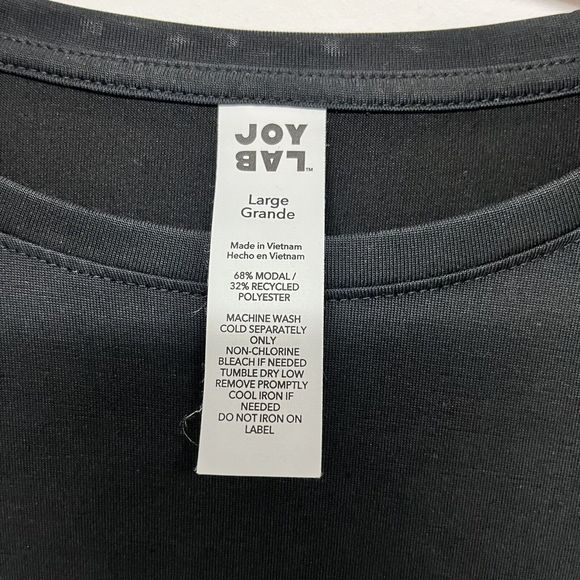 JOY
LAB™
Large
Grande
Made in Vietnam
Hecho en Vietnam
68% MODAL /
32% RECYCLED
POLYESTER
MACHINE WASH
COLD SEPARATELY
ONLY
NON-CHLORINE
BLEACH IF NEEDED
TUMBLE DRY LOW
REMOVE PROMPTLY
COOL IRON IF
NEEDED
DO NOT IRON ON
LABEL